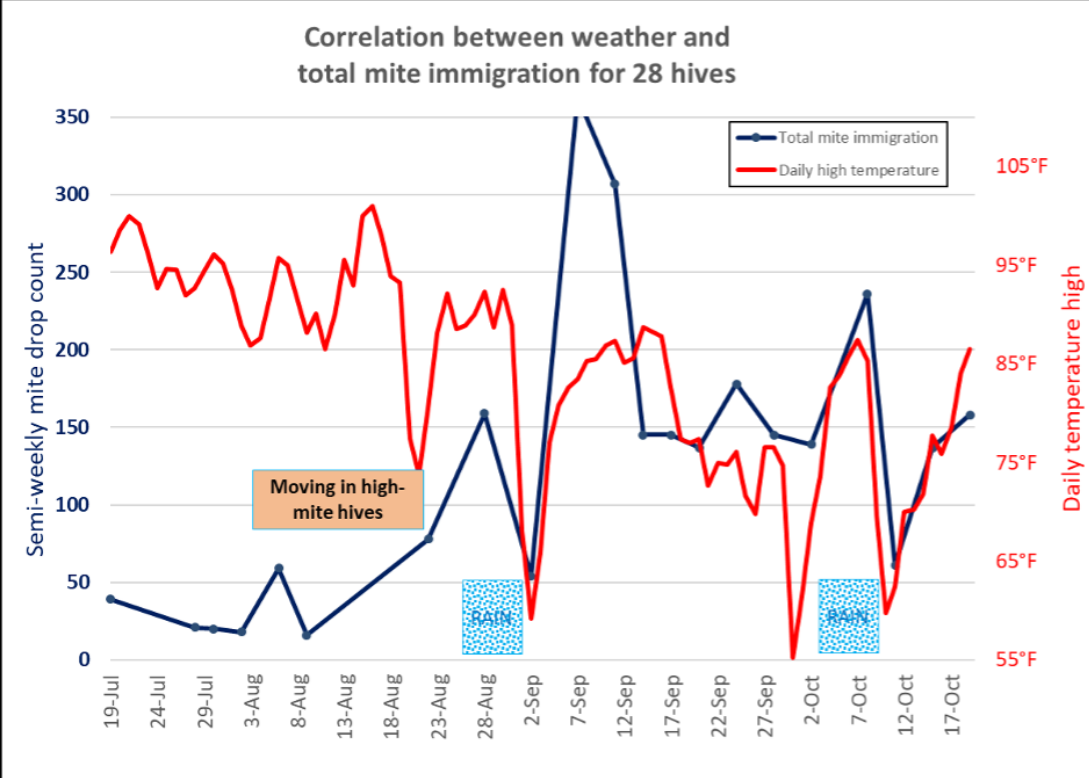 Correlation between weather and
total mite immigration for 28 hives
Total mite immigration
Daily high temperature
Semi-weekly mite drop count
350
300
250
200
150
100
50
0
105°F
95°F
85°F
75°F
65°F
55°F
Daily temperature high
Moving in high-
mite hives
RAIN
RAIN
19-Jul
24-Jul
29-Jul
3-Aug
8-Aug
13-Aug
18-Aug
23-Aug
28-Aug
2-Sep
7-Sep
12-Sep
17-Sep
22-Sep
27-Sep
2-Oct
7-Oct
12-Oct
17-Oct